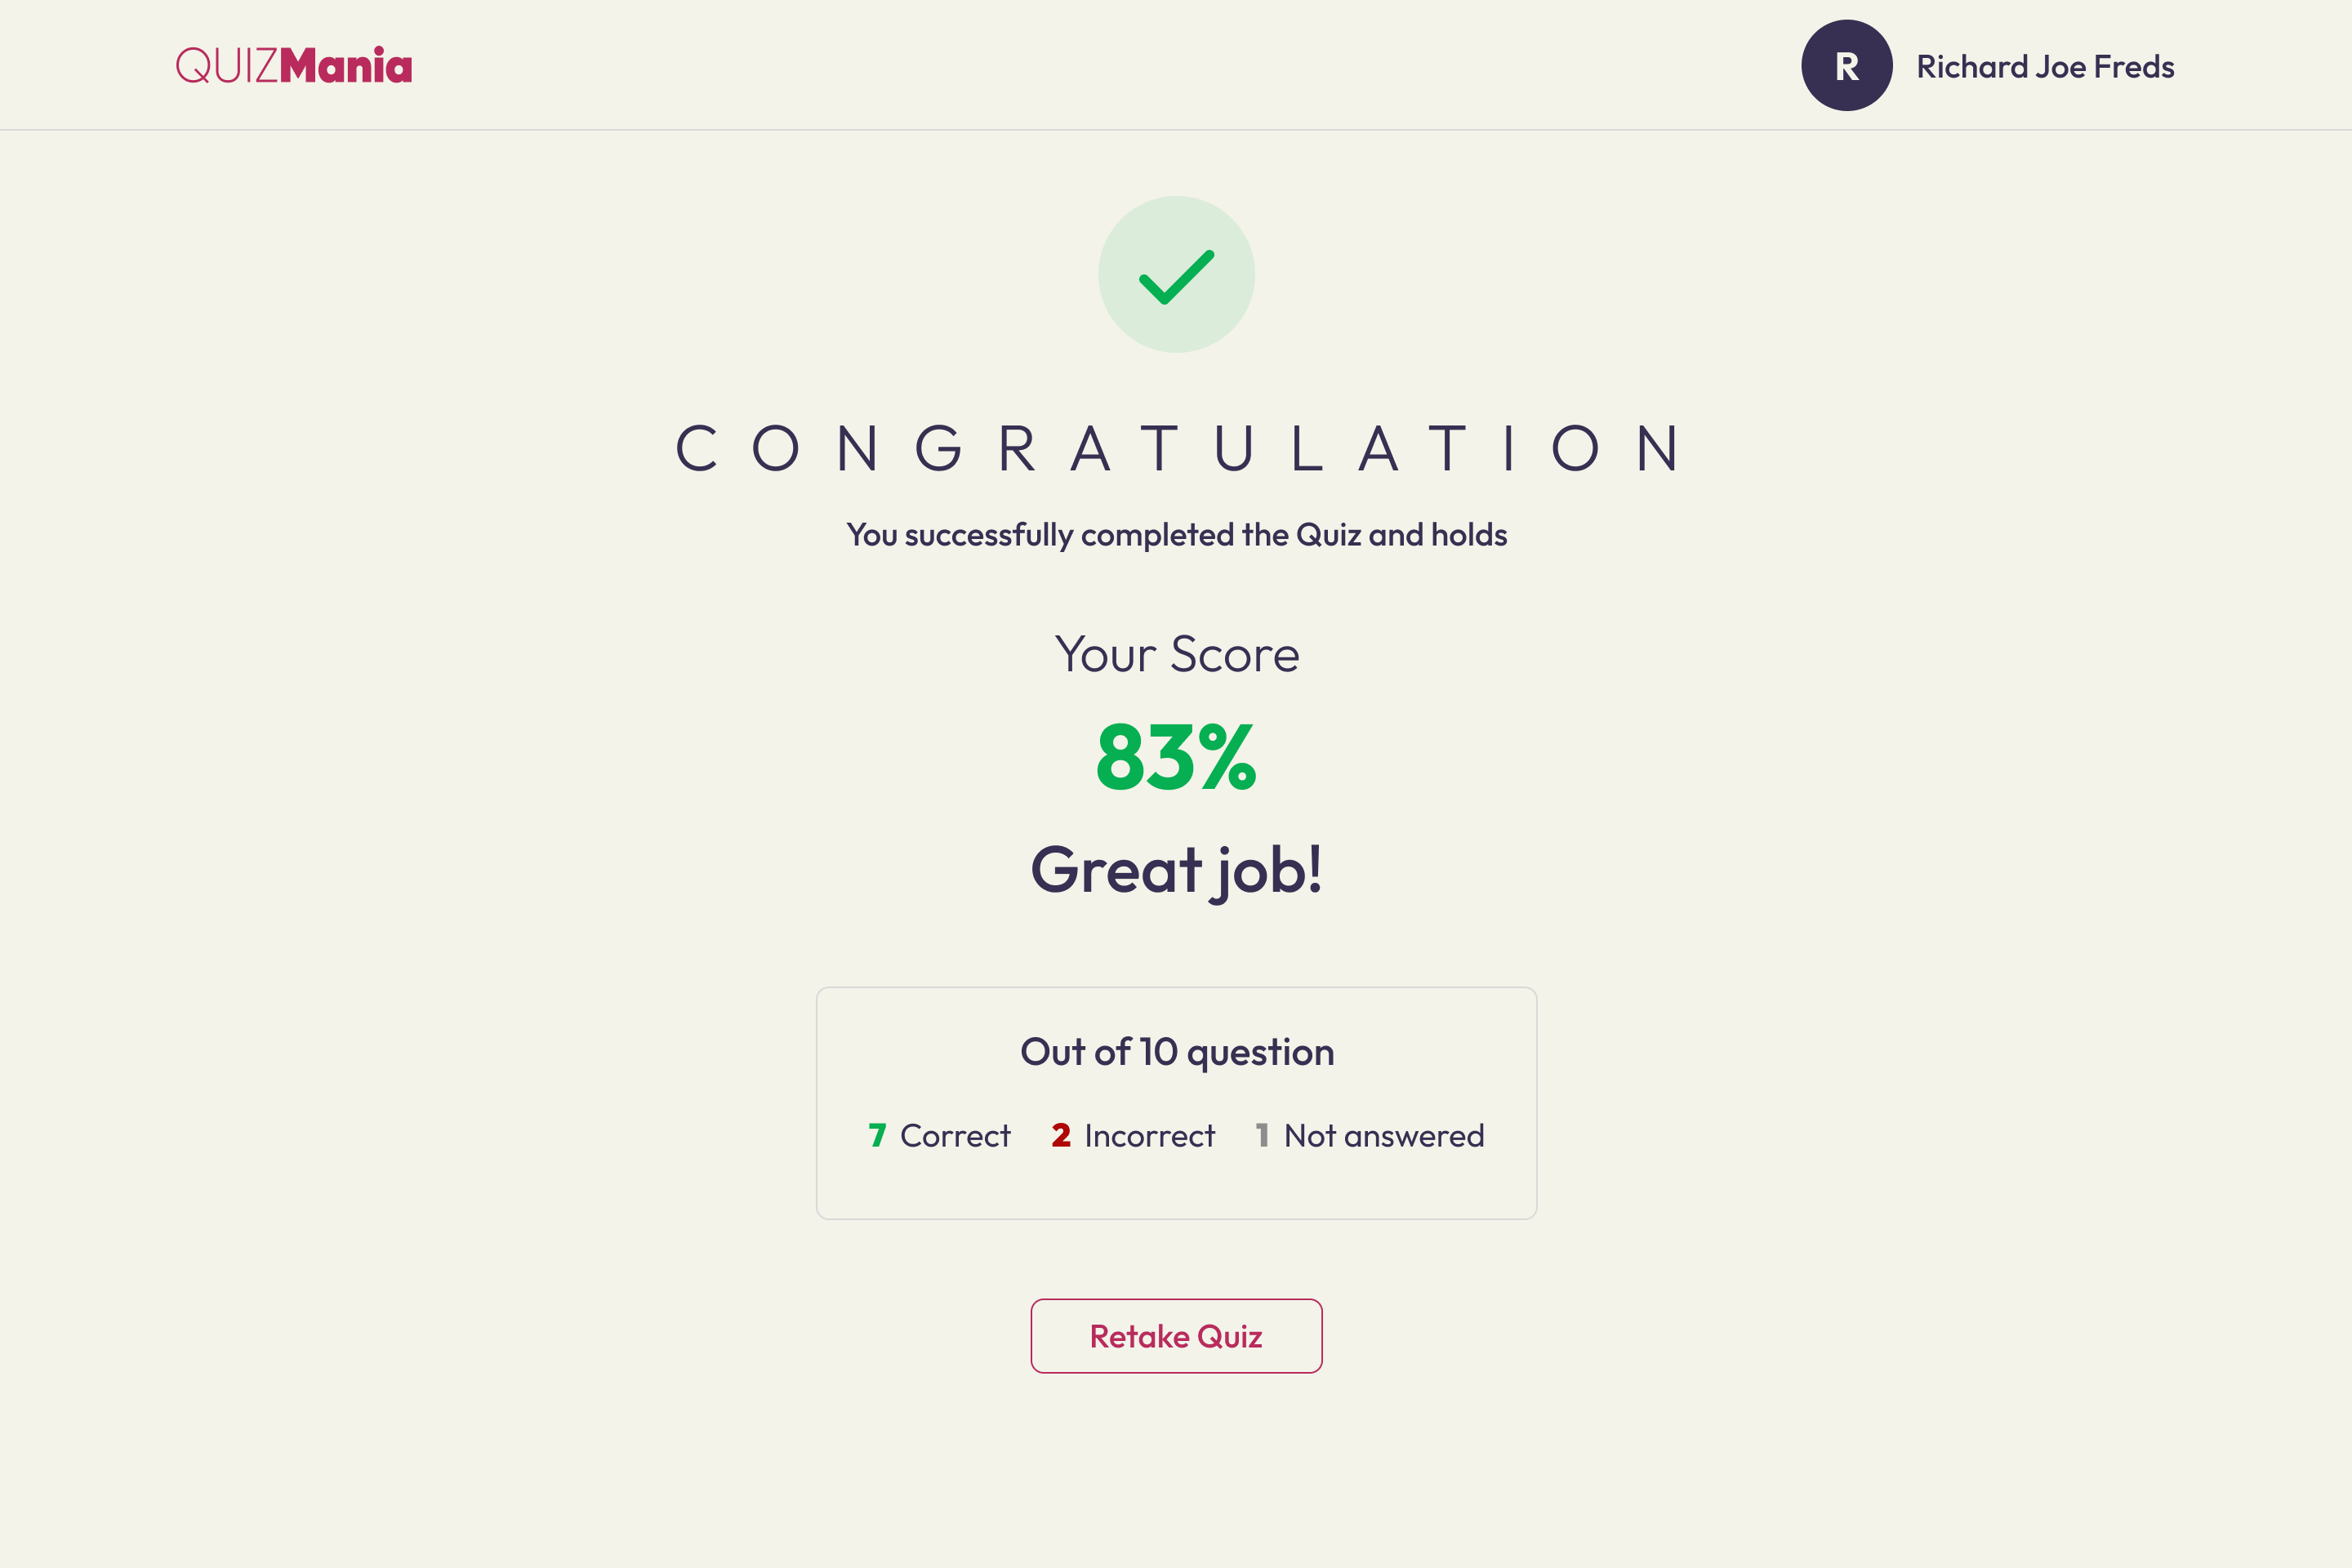 QUIZMania
R Richard Joe Freds
CONGRATULATION
You successfully completed the Quiz and holds
Your Score
83%
Great job!
Out of 10 question
7 Correct 2 Incorrect 1 Not answered
Retake Quiz